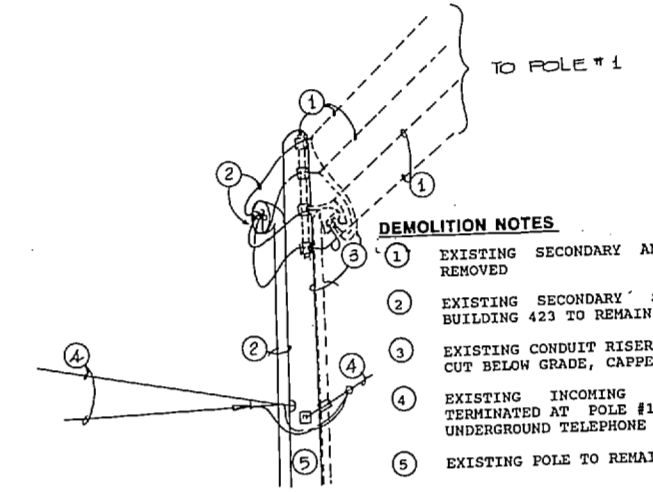 TO POLE #1
1
2
1
DEMOLITION NOTES
3
1 EXISTING SECONDARY
REMOVED
2 EXISTING SECONDARY
BUILDING 423 TO REMAIN
4
2
3 EXISTING CONDUIT RISER
CUT BELOW GRADE, CAPPE
4
4 EXISTING INCOMING
TERMINATED AT POLE #1
UNDERGROUND TELEPHONE
5
5 EXISTING POLE TO REMAI